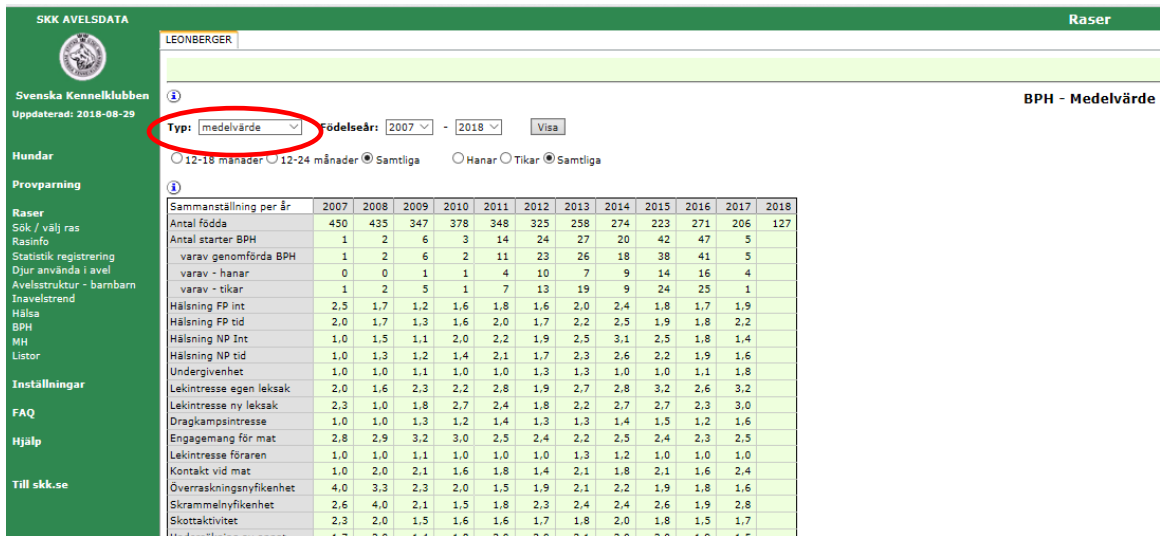 SKK AVELSDATA
Raser
LEONBERGER
Svenska Kennelklubben
Uppdaterad: 2018-08-29
Hundar
Provparning
Raser
Sök / välj ras
Rasinfo
Statistik registrering
Djur använda i avel
Avelsstruktur - barnbarn
Inavelstrend
Hälsa
BPH
MH
Listor
Inställningar
FAQ
Hjälp
Till skk.se
BPH - Medelvärde
Typ: medelvärde Födelseår: 2007 - 2018 Visa
12-18 månader 12-24 månader Samtliga Hanar Tikar Samtliga
Sammanställning per år 2007 2008 2009 2010 2011 2012 2013 2014 2015 2016 2017 2018
Antal födda 450 435 347 378 348 325 258 274 223 271 206 127
Antal starter BPH 1 2 6 3 14 24 27 20 42 47 5
varav genomförda BPH 1 2 6 2 11 23 26 18 38 41 5
varav - hanar 0 0 1 1 4 10 7 9 14 16 4
varav - tikar 1 2 5 1 7 13 19 9 24 25 1
Hälsning FP int 2,5 1,7 1,2 1,6 1,8 1,6 2,0 2,4 1,8 1,7 1,9
Hälsning FP tid 2,0 1,7 1,3 1,6 2,0 1,7 2,2 2,5 1,9 1,8 2,2
Hälsning NP Int 1,0 1,5 1,1 2,0 2,2 1,9 2,5 3,1 2,5 1,8 1,4
Hälsning NP tid 1,0 1,3 1,2 1,4 2,1 1,7 2,3 2,6 2,2 1,9 1,6
Undergivenhet 1,0 1,0 1,1 1,0 1,0 1,3 1,3 1,0 1,0 1,1 1,8
Lekintresse egen leksak 2,0 1,6 2,3 2,2 2,8 1,9 2,7 2,8 3,2 2,6 3,2
Lekintresse ny leksak 2,3 1,0 1,8 2,7 2,4 1,8 2,2 2,7 2,7 2,3 3,0
Dragkampsintresse 1,0 1,0 1,3 1,2 1,4 1,3 1,3 1,4 1,5 1,2 1,6
Engagemang för mat 2,8 2,9 3,2 3,0 2,5 2,4 2,2 2,5 2,4 2,3 2,5
Lekintresse föraren 1,0 1,0 1,1 1,0 1,0 1,0 1,3 1,2 1,0 1,0 1,0
Kontakt vid mat 1,0 2,0 2,1 1,6 1,8 1,4 2,1 1,8 2,1 1,6 2,4
Överraskningsnyfikenhet 4,0 3,3 2,3 2,0 1,5 1,9 2,1 2,2 1,9 1,8 1,6
Skrammelnyfikenhet 2,6 4,0 2,1 1,5 1,8 2,3 2,4 2,4 2,6 1,9 2,8
Skottaktivitet 2,3 2,0 1,5 1,6 1,6 1,7 1,8 2,0 1,8 1,5 1,7